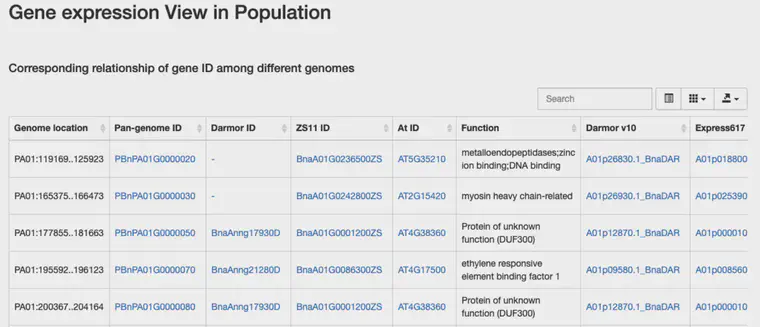 Gene expression View in Population
Corresponding relationship of gene ID among different genomes
Search
Genome location Pan-genome ID Darmor ID ZS11 ID At ID Function Darmor v10 Express617
PA01:119169..125923 PBnPA01G0000020 - BnaA01G0236500ZS AT5G35210 metalloendopeptidases;zinc A01p26830.1_BnaDAR A01p018800
ion binding;DNA binding
PA01:165375..166473 PBnPA01G0000030 - BnaA01G0242800ZS AT2G15420 myosin heavy chain-related A01p26930.1_BnaDAR A01p025390
PA01:177855..181663 PBnPA01G0000050 BnaAnng17930D BnaA01G0001200ZS AT4G38360 Protein of unknown A01p12870.1_BnaDAR A01p000010
function (DUF300)
PA01:195592..196123 PBnPA01G0000070 BnaAnng21280D BnaA01G0086300ZS AT4G17500 ethylene responsive A01p09580.1_BnaDAR A01p008560
element binding factor 1
PA01:200367..204164 PBnPA01G0000080 BnaAnng17930D BnaA01G0001200ZS AT4G38360 Protein of unknown A01p12870.1_BnaDAR A01p000010
function (DUF300)